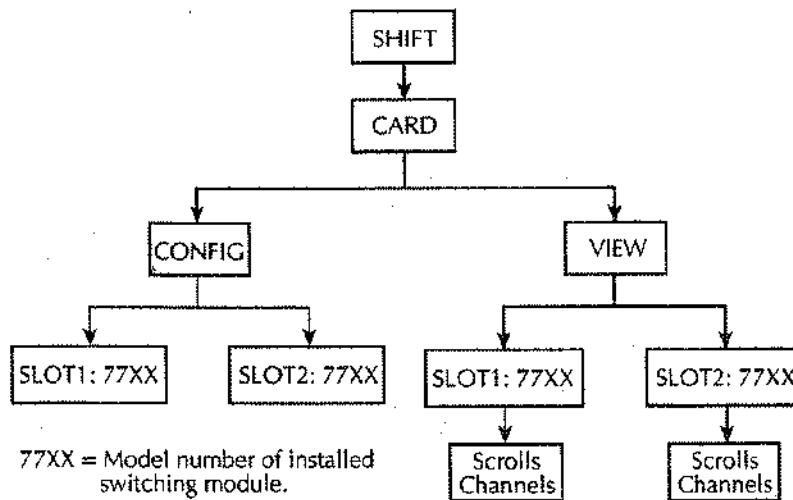 SHIFT
CARD
CONFIG
VIEW
SLOT1: 77XX
SLOT2: 77XX
SLOT1: 77XX
SLOT2: 77XX
Scrolls
Channels
Scrolls
Channels
77XX = Model number of installed
switching module.